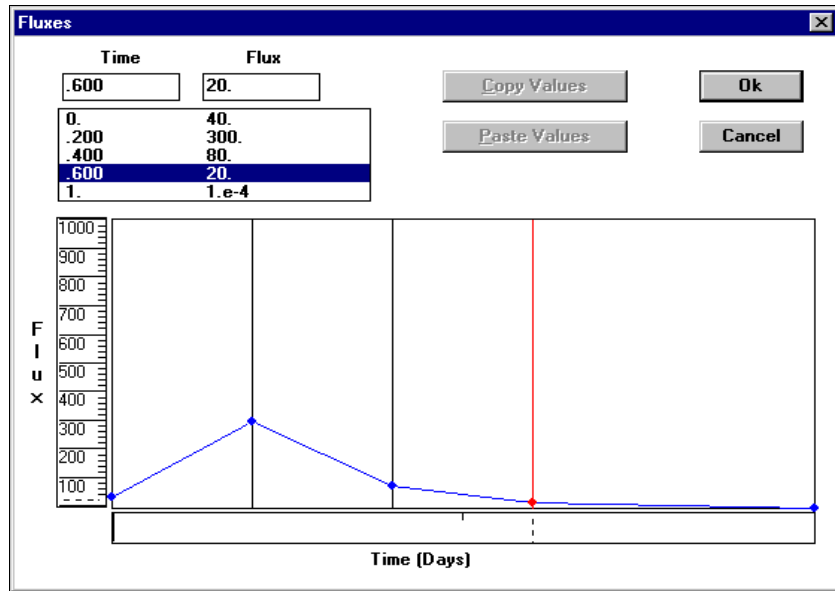 Fluxes
Time Flux
.600 20.
Copy Values Ok
0. 40.
.200 300.
.400 80.
.600 20.
1. 1.e-4
Paste Values Cancel
1000
900
800
700
600
500
400
300
200
100
Flux
Time (Days)